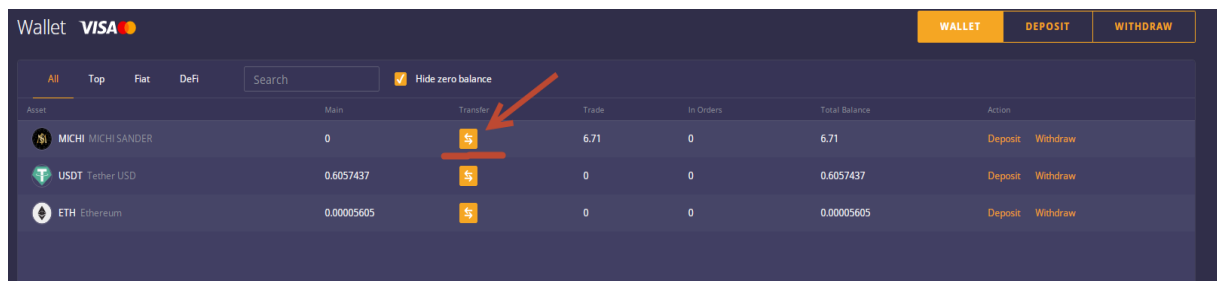 Wallet VISA WALLET DEPOSIT WITHDRAW
All Top Fiat DeFi Search Hide zero balance
Asset Main Transfer Trade In Orders Total Balance Action
MICHI MICHI SANDER 0 6.71 0 6.71 Deposit Withdraw
USDT Tether USD 0.6057437 0 0 0.6057437 Deposit Withdraw
ETH Ethereum 0.00005605 0 0 0.00005605 Deposit Withdraw